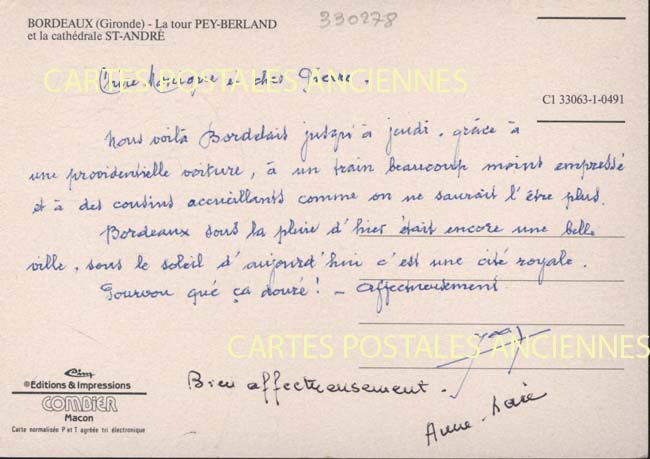 BORDEAUX (Gironde) - La tour PEY-BERLAND
et la cathédrale ST-ANDRÉ
330278
CARTES POSTALES ANCIENNES
Chère Monique et cher Pierre.
C1 33063-1-0491
Nous voilà Bordelais jusqu'à jeudi, grâce à
une providentielle voiture, à un train beaucoup moins empressé
et à des cousins accueillants comme on ne saurait l'être plus.
Bordeaux sous la pluie d'hier était encore une belle
ville, sous le soleil d'aujourd'hui c'est une cité royale.
Pourvou qué ça douré! - Affectueusement
CARTES POSTALES ANCIENNES
Bien affectueusement.
Anne-Marie
Cim
®Editions & Impressions
COMBIER
Macon
Carte normalisée P et T agréée tri électronique